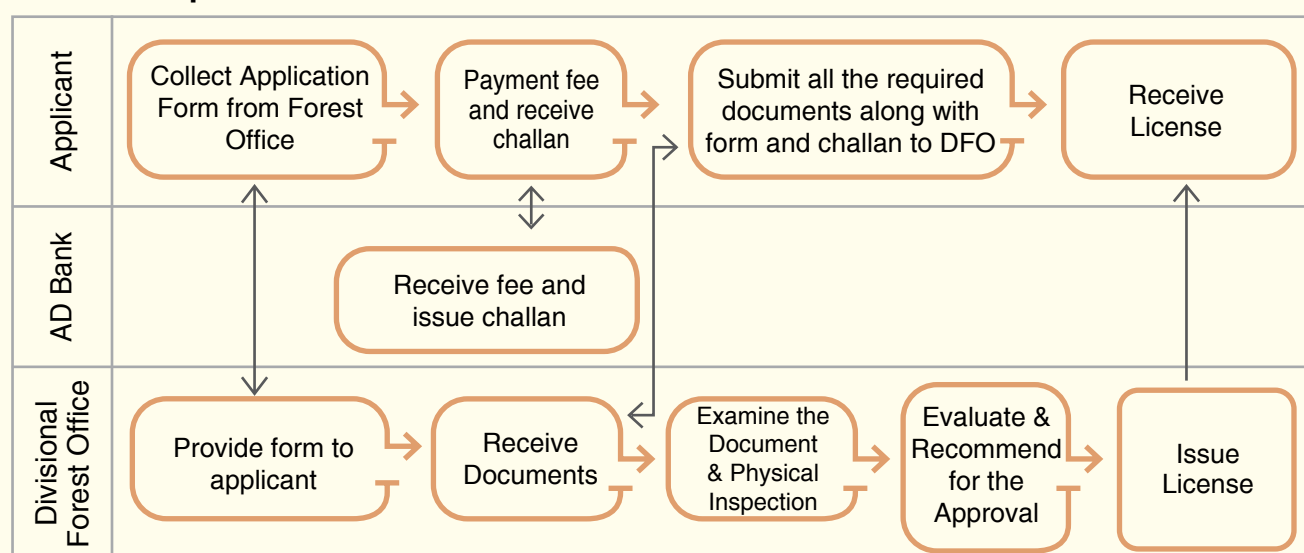 Applicant
Collect Application
Form from Forest
Office
Payment fee
and receive
challan
Submit all the required
documents along with
form and challan to DFO
Receive
License
AD Bank
Receive fee and
issue challan
Divisional
Forest Office
Provide form to
applicant
Receive
Documents
Examine the
Document
& Physical
Inspection
Evaluate &
Recommend
for the
Approval
Issue
License